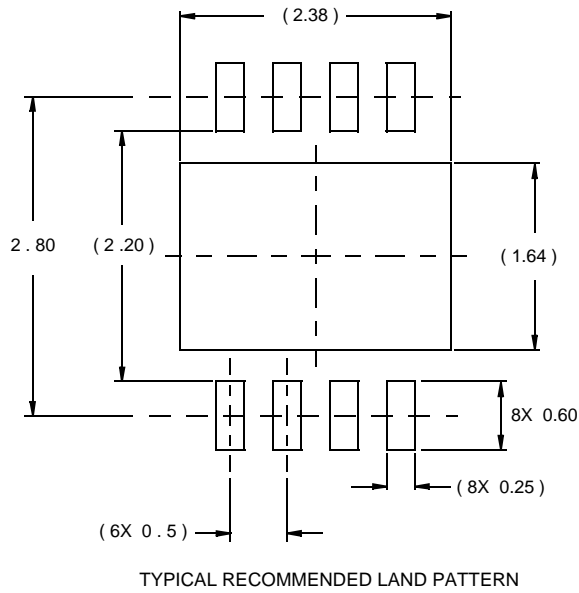 ( 2.38 )
2 . 80
( 2 .20 )
( 1.64 )
8X 0.60
( 8X 0.25 )
( 6X 0 . 5 )
TYPICAL RECOMMENDED LAND PATTERN